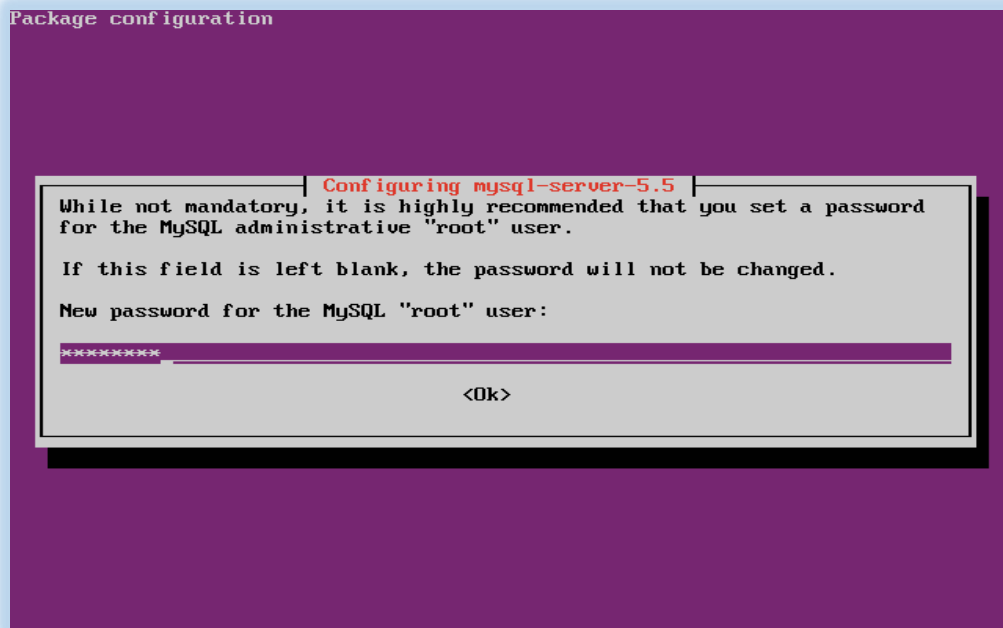 Package configuration
Configuring mysql-server-5.5
While not mandatory, it is highly recommended that you set a password
for the MySQL administrative "root" user.
If this field is left blank, the password will not be changed.
New password for the MySQL "root" user:
********
<Ok>